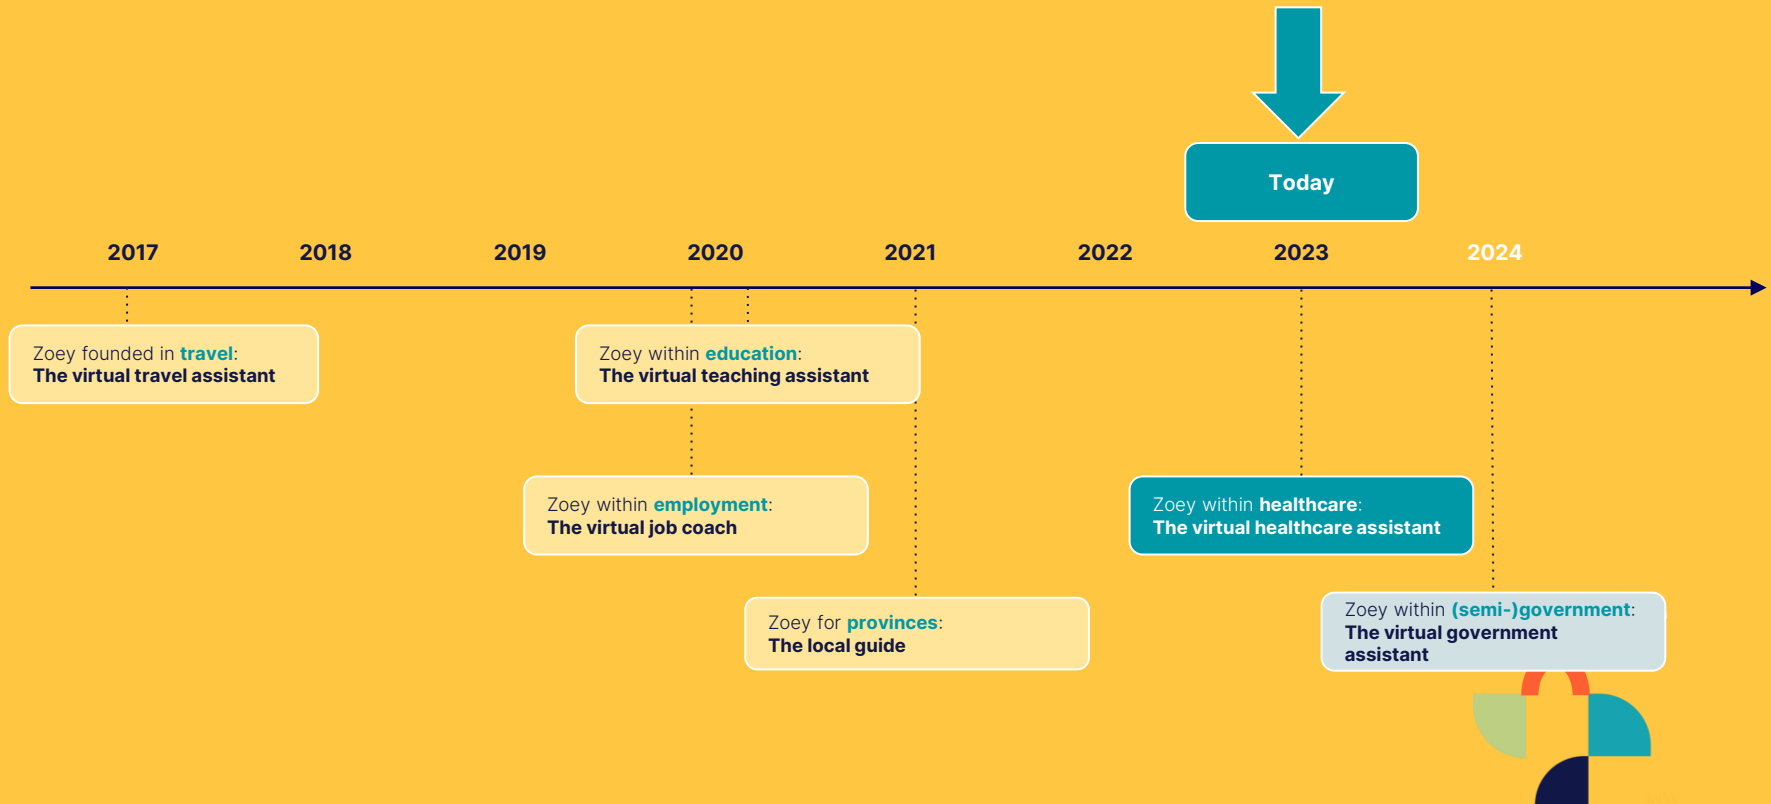 Today
2017 2018 2019 2020 2021 2022 2023 2024
Zoey founded in travel:
The virtual travel assistant
Zoey within education:
The virtual teaching assistant
Zoey within employment:
The virtual job coach
Zoey within healthcare:
The virtual healthcare assistant
Zoey for provinces:
The local guide
Zoey within (semi-)government:
The virtual government
assistant